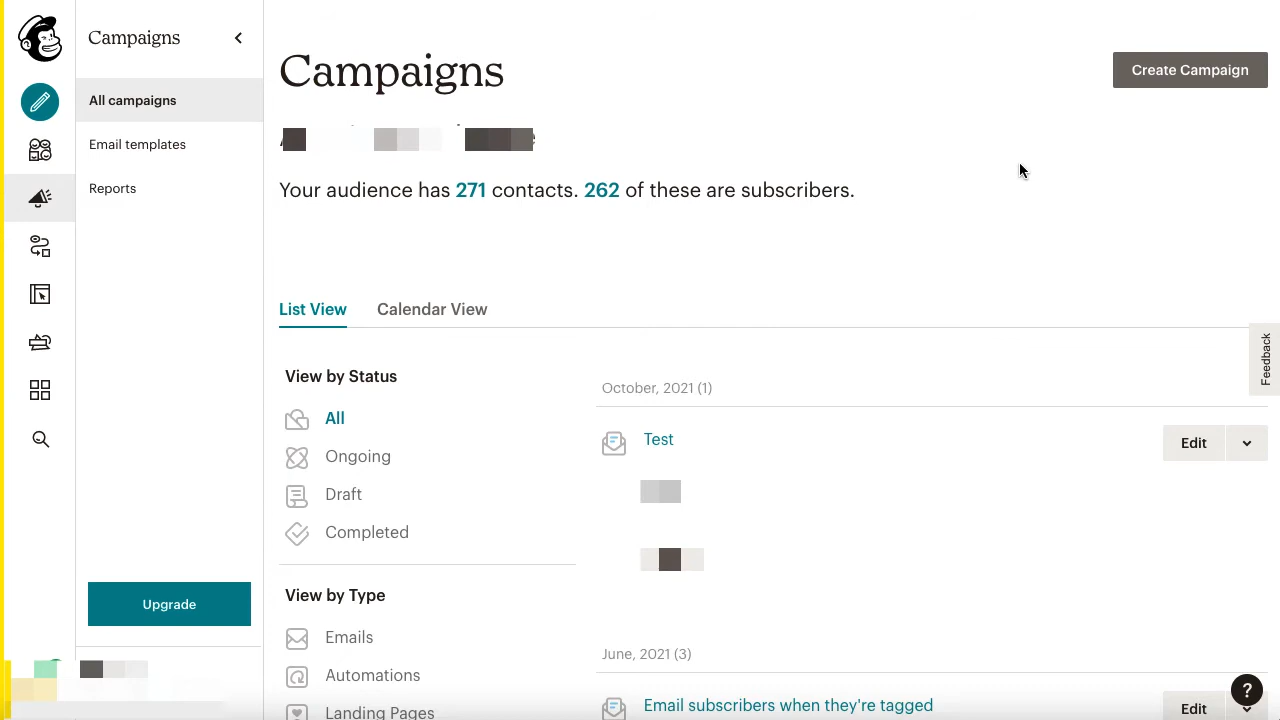 Campaigns
All campaigns
Email templates
Reports
Upgrade
Campaigns
Create Campaign
Your audience has 271 contacts. 262 of these are subscribers.
List View
Calendar View
View by Status
All
Ongoing
Draft
Completed
View by Type
Emails
Automations
Landing Pages
October, 2021 (1)
Test
Edit
June, 2021 (3)
Email subscribers when they're tagged
Edit
Feedback
?